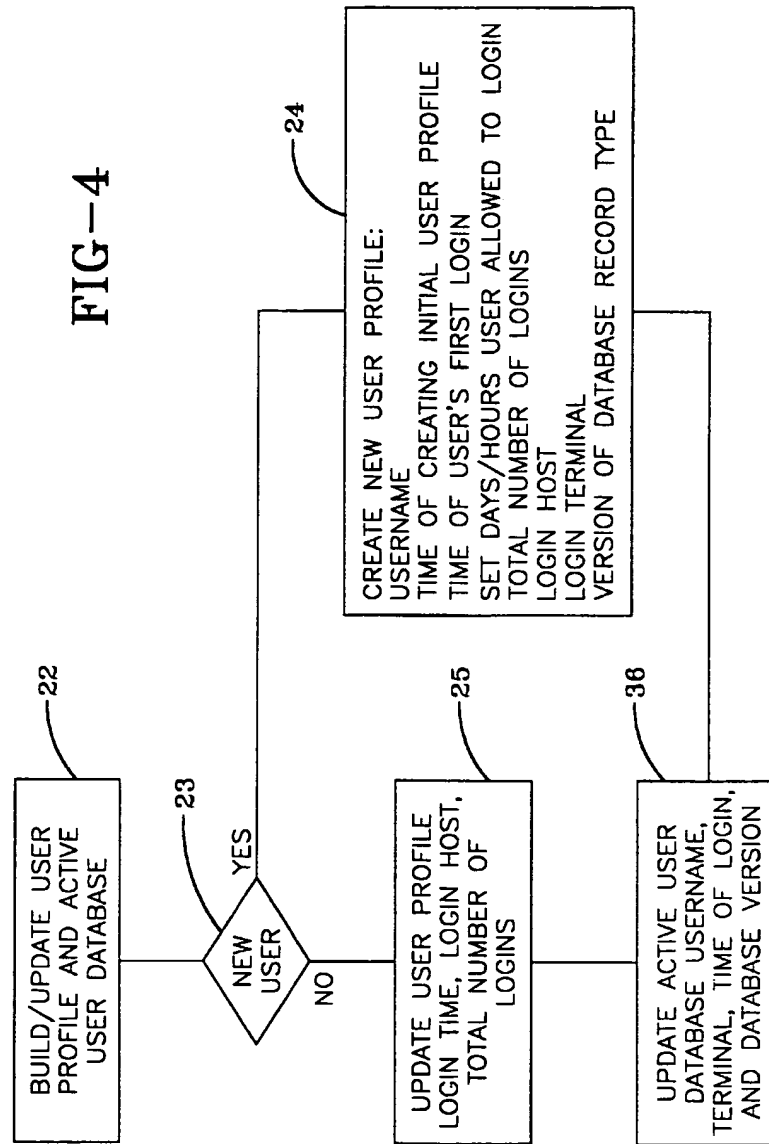 FIG-4
22
BUILD/UPDATE USER
PROFILE AND ACTIVE
USER DATABASE
23
NEW
USER
YES
NO
24
CREATE NEW USER PROFILE:
USERNAME
TIME OF CREATING INITIAL USER PROFILE
TIME OF USER'S FIRST LOGIN
SET DAYS/HOURS USER ALLOWED TO LOGIN
TOTAL NUMBER OF LOGINS
LOGIN HOST
LOGIN TERMINAL
VERSION OF DATABASE RECORD TYPE
25
UPDATE USER PROFILE
LOGIN TIME, LOGIN HOST,
TOTAL NUMBER OF
LOGINS
36
UPDATE ACTIVE USER
DATABASE USERNAME,
TERMINAL, TIME OF LOGIN,
AND DATABASE VERSION